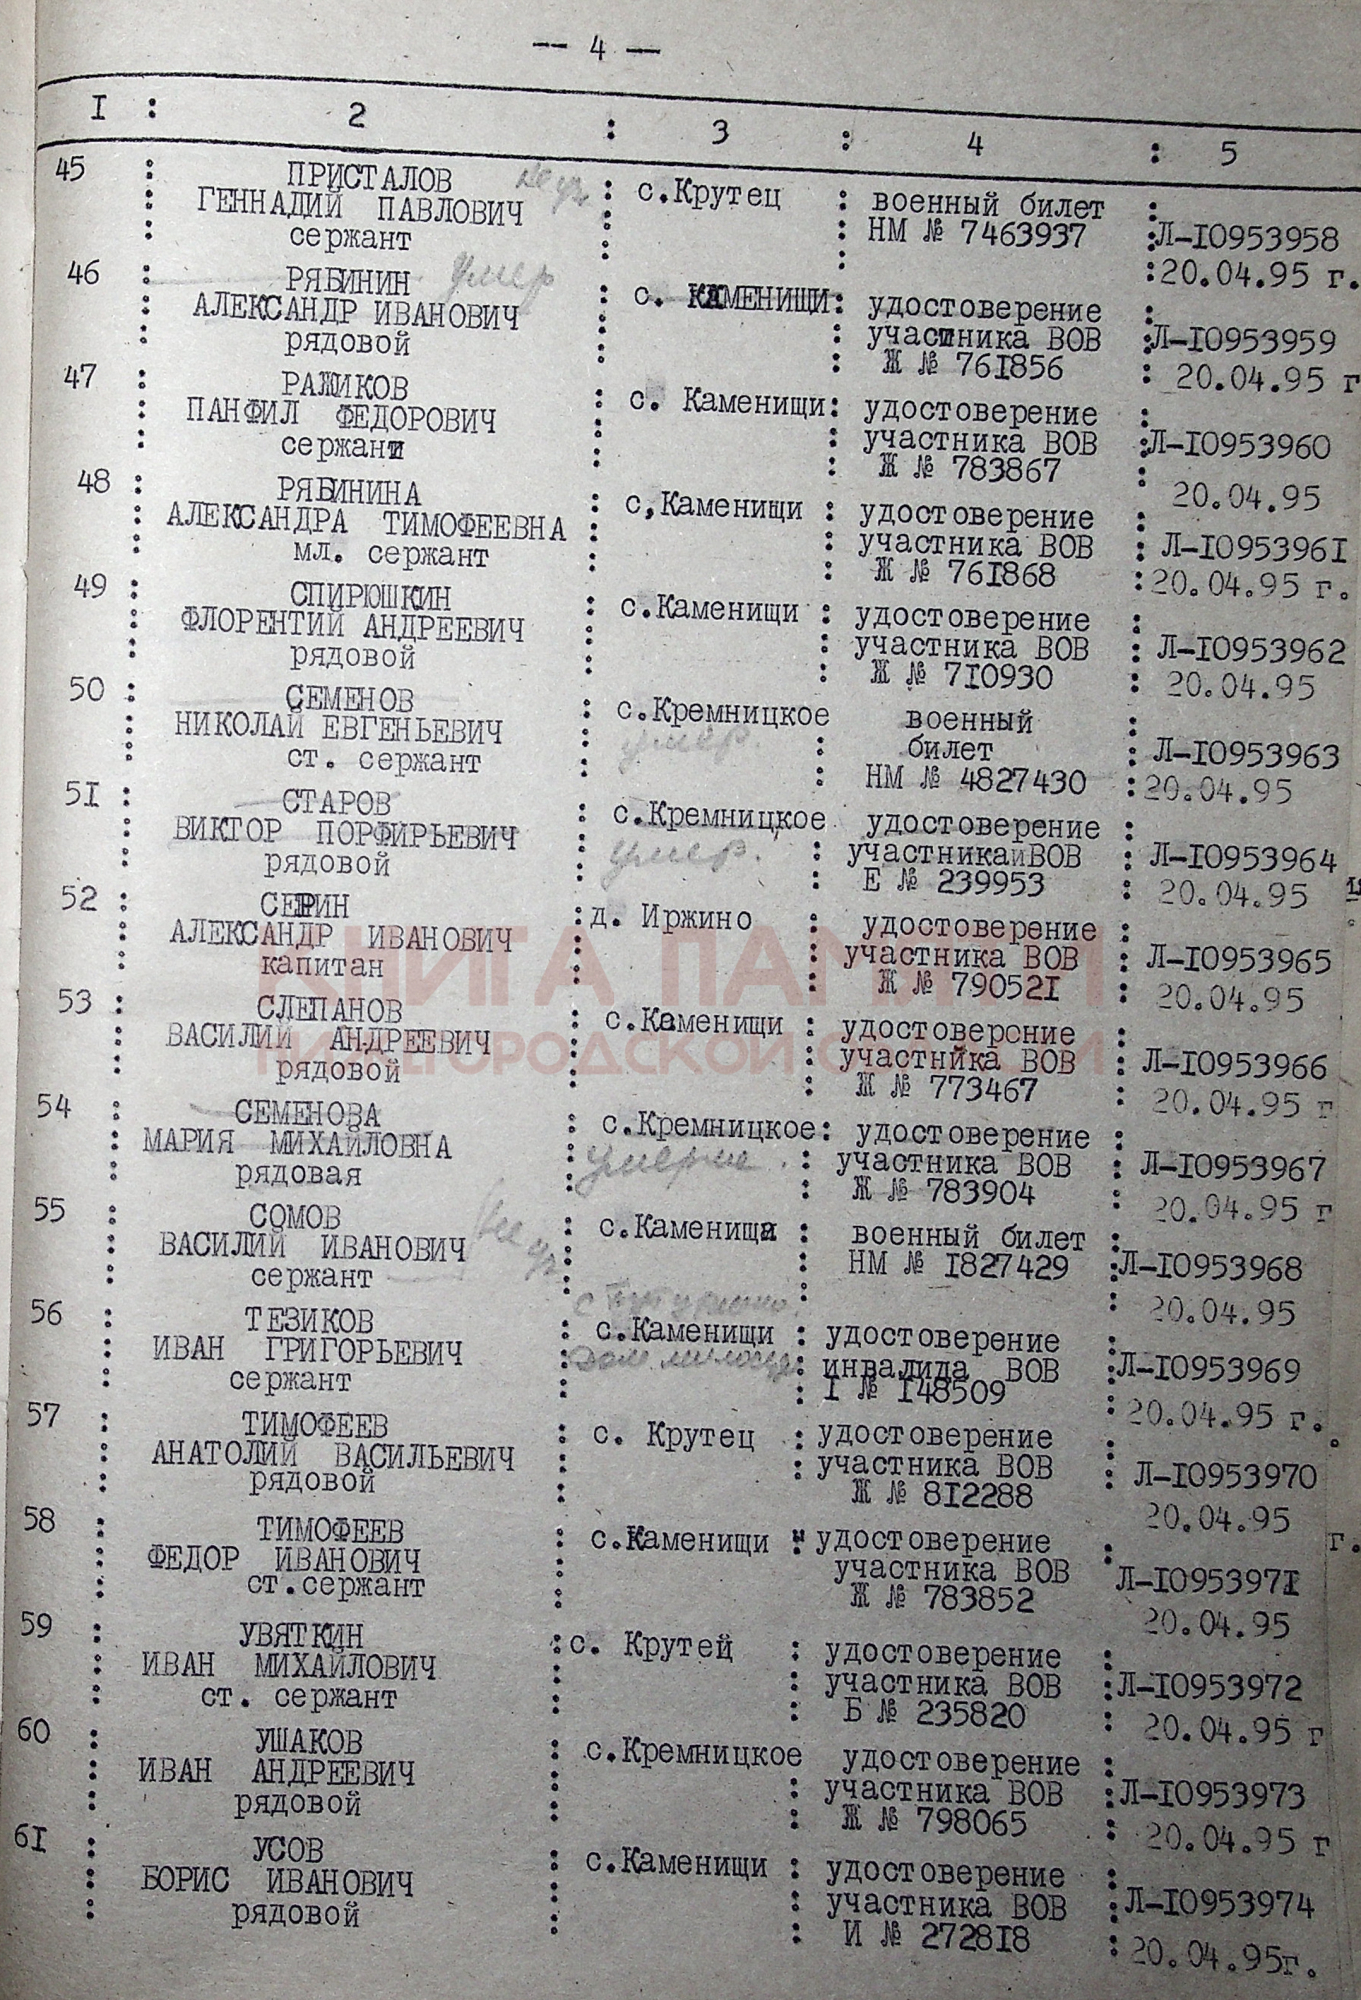 -- 4 --
I : 2 : 3 : 4 : 5
45 : ПРИСТАЛОВ : с.Крутец : военный билет :
ГЕННАДИЙ ПАВЛОВИЧ НМ № 7463937 :Л-I0953958
сержант :20.04.95 г.
46 РЯБИНИН умер с. КАМЕНИЩИ: удостоверение
АЛЕКСАНДР ИВАНОВИЧ участника ВОВ :Л-I0953959
рядовой Ж № 76I856 : 20.04.95 г
47 РАЛИКОВ с. Каменищи: удостоверение
ПАНФИЛ ФЕДОРОВИЧ участника ВОВ :Л-I0953960
сержант Ж № 783867 20.04.95
48 РЯБИНИНА с,Каменищи : удостоверение
АЛЕКСАНДРА ТИМОФЕЕВНА участника ВОВ : Л-I095396I
мл. сержант Ж № 76I868 :20.04.95 г.
49 СПИРЮШКИН с.Каменищи : удостоверение
ФЛОРЕНТИЙ АНДРЕЕВИЧ участника ВОВ : Л-I0953962
рядовой Ж № 7I0930 : 20.04.95
50 СЕМЕНОВ с.Кремницкое военный
НИКОЛАЙ ЕВГЕНЬЕВИЧ умер. билет : Л-I0953963
ст. сержант НМ № 4827430 :20.04.95
5I СТАРОВ с.Кремницкое удостоверение
ВИКТОР ПОРФИРЬЕВИЧ умер. участникаиВОВ : Л-I0953964
рядовой Е № 239953 : 20.04.95
52 СЕРИН д. Иржино удостоверение
АЛЕКСАНДР ИВАНОВИЧ участника ВОВ : Л-I0953965
капитан Ж № 79052I : 20.04.95
КНИГА ПАМЯТИ
НИЖЕГОРОДСКОЙ ОБЛАСТИ
53 СЛЕПАНОВ с.Каменищи : удостоверсние
ВАСИЛИЙ АНДРЕЕВИЧ участника ВОВ : Л-I0953966
рядовой Ж № 773467 : 20.04.95 г
54 СЕМЕНОВА с.Кремницкое: удостоверение
МАРИЯ МИХАЙЛОВНА участника ВОВ : Л-I0953967
рядовая Ж № 783904 : 20.04.95 г
55 СОМОВ с.Каменищи : военный билет
ВАСИЛИЙ ИВАНОВИЧ НМ № I827429 :Л-I0953968
сержант : 20.04.95
56 ТЕЗИКОВ с.Каменищи : удостоверение
ИВАН ГРИГОРЬЕВИЧ инвалида ВОВ :Л-I0953969
сержант I № I48509 :20.04.95 г.
57 ТИМОФЕЕВ с. Крутец : удостоверение
АНАТОЛИЙ ВАСИЛЬЕВИЧ участника ВОВ : Л-I0953970
рядовой Ж № 8I2288 20.04.95
58 ТИМОФЕЕВ с.Каменищи удостоверение г.
ФЕДОР ИВАНОВИЧ участника ВОВ Л-I095397I
ст.сержант Ж № 783852 20.04.95
59 УВЯТКИН :с. Крутей : удостоверение
ИВАН МИХАЙЛОВИЧ участника ВОВ :Л-I0953972
ст. сержант Б № 235820 : 20.04.95 г
60 УШАКОВ с.Кремницкое удостоверение
ИВАН АНДРЕЕВИЧ участника ВОВ :Л-I0953973
рядовой Ж № 798065 : 20.04.95 г
6I УСОВ с.Каменищи : удостоверение
БОРИС ИВАНОВИЧ участника ВОВ :Л-I0953974
рядовой И № 2728I8 :20.04.95г.